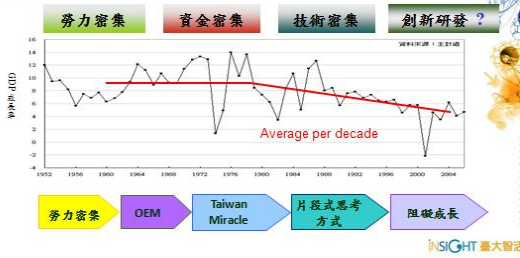 勞力密集
資金密集
技術密集
創新研發 ?
資料來源：主計處
16
14
12
10
8
6
4
2
0
-2
-4
Average per decade
1952
1956
1960
1964
1968
1972
1976
1980
1984
1988
1992
1996
2000
2004
勞力密集
OEM
Taiwan
Miracle
片段式思考
方式
阻礙成長
iNSIGHT 臺大智活